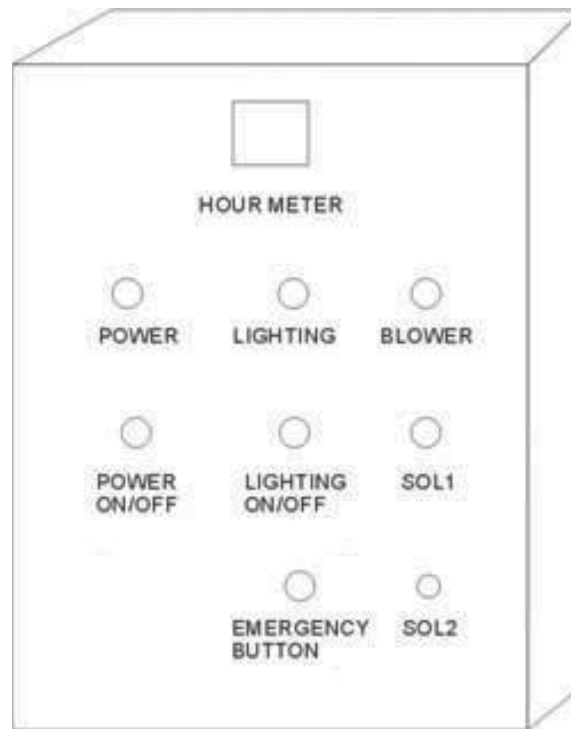 HOUR METER
POWER
LIGHTING
BLOWER
POWER
ON/OFF
LIGHTING
ON/OFF
SOL1
EMERGENCY
BUTTON
SOL2